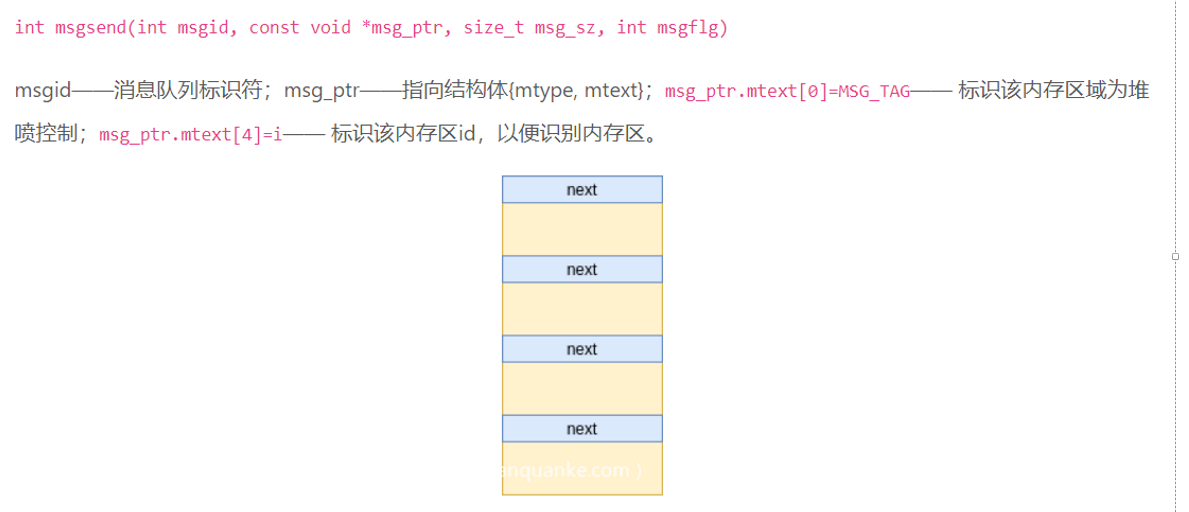 int msgsend(int msgid, const void *msg_ptr, size_t msg_sz, int msgflg)
msgid——消息队列标识符；msg_ptr——指向结构体{mtype, mtext}；msg_ptr.mtext[0]=MSG_TAG—— 标识该内存区域为堆
喷控制；msg_ptr.mtext[4]=i—— 标识该内存区id，以便识别内存区。
next
next
next
next
anquanke.com )